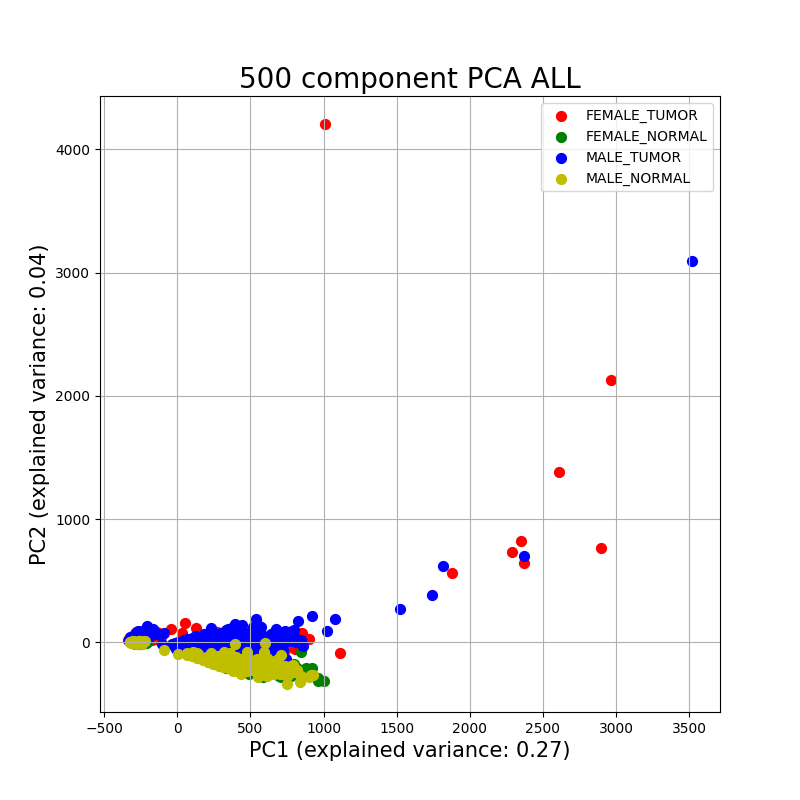 500 component PCA ALL
FEMALE_TUMOR
FEMALE_NORMAL
MALE_TUMOR
MALE_NORMAL
PC2 (explained variance: 0.04)
4000
3000
2000
1000
0
−500
0
500
1000
1500
2000
2500
3000
3500
PC1 (explained variance: 0.27)